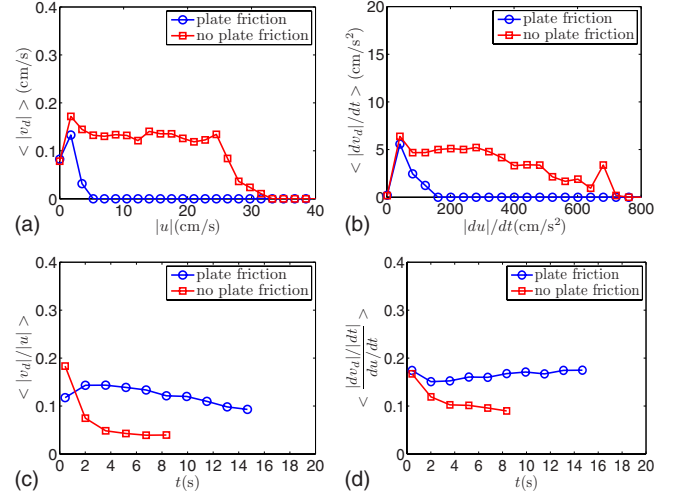 0.4
0.3
0.2
0.1
0
0 10 20 30 40
< |v_d| > (cm/s)
|u|(cm/s)
plate friction
no plate friction
(a)
20
15
10
5
0
0 200 400 600 800
< |dv_d|/dt > (cm/s²)
|du|/dt(cm/s²)
plate friction
no plate friction
(b)
0.4
0.3
0.2
0.1
0
0 2 4 6 8 10 12 14 16 18 20
< |v_d|/|u| >
t(s)
plate friction
no plate friction
(c)
0.4
0.3
0.2
0.1
0
0 2 4 6 8 10 12 14 16 18 20
< |dv_d|/|dt| / du/dt >
t(s)
plate friction
no plate friction
(d)